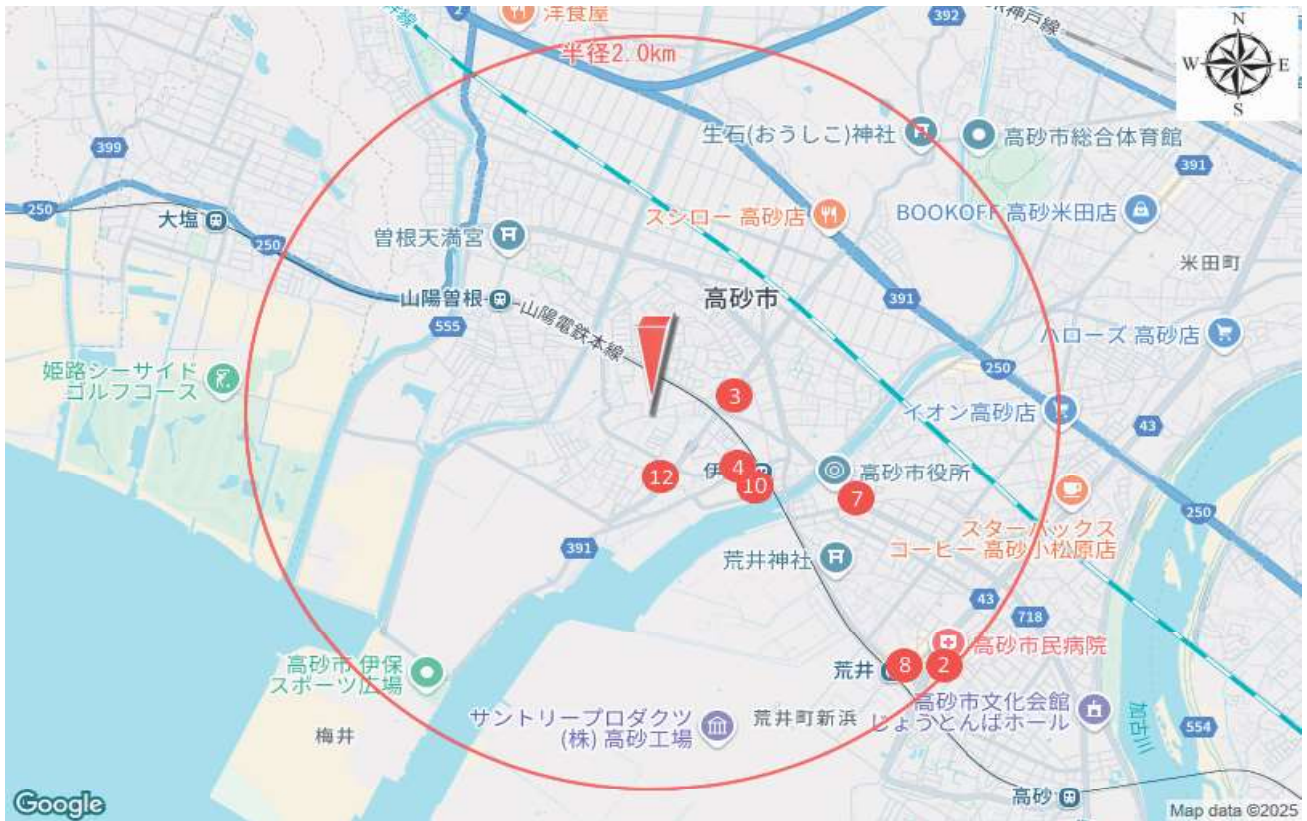 洋食屋
2
392
JR神戸線
N
W
E
S
半径2.0km
399
生石(おうしこ)神社
高砂市総合体育館
391
250
大塩
250
曽根天満宮
スシロー 高砂店
BOOKOFF 高砂米田店
米田町
山陽曽根
555
山陽電鉄本線
高砂市
391
ハローズ 高砂店
姫路シーサイド
ゴルフコース
250
イオン高砂店
43
3
12
4
10
高砂市役所
7
250
スターバックス
コーヒー 高砂小松原店
391
荒井神社
43
718
高砂市民病院
荒井
8
2
高砂市 伊保
スポーツ広場
梅井
サントリープロダクツ
(株) 高砂工場
荒井町新浜
高砂市文化会館
じょうとんばホール
加古川
554
高砂
Google
Map data ©2025